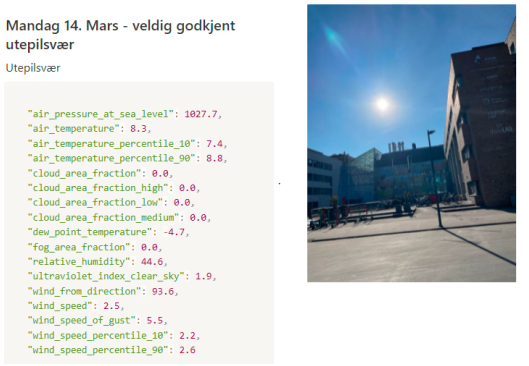 Mandag 14. Mars - veldig godkjent
utepilsvær
Utepilsvær
"air_pressure_at_sea_level": 1027.7,
"air_temperature": 8.3,
"air_temperature_percentile_10": 7.4,
"air_temperature_percentile_90": 8.8,
"cloud_area_fraction": 0.0,
"cloud_area_fraction_high": 0.0,
"cloud_area_fraction_low": 0.0,
"cloud_area_fraction_medium": 0.0,
"dew_point_temperature": -4.7,
"fog_area_fraction": 0.0,
"relative_humidity": 44.6,
"ultraviolet_index_clear_sky": 1.9,
"wind_from_direction": 93.6,
"wind_speed": 2.5,
"wind_speed_of_gust": 5.5,
"wind_speed_percentile_10": 2.2,
"wind_speed_percentile_90": 2.6